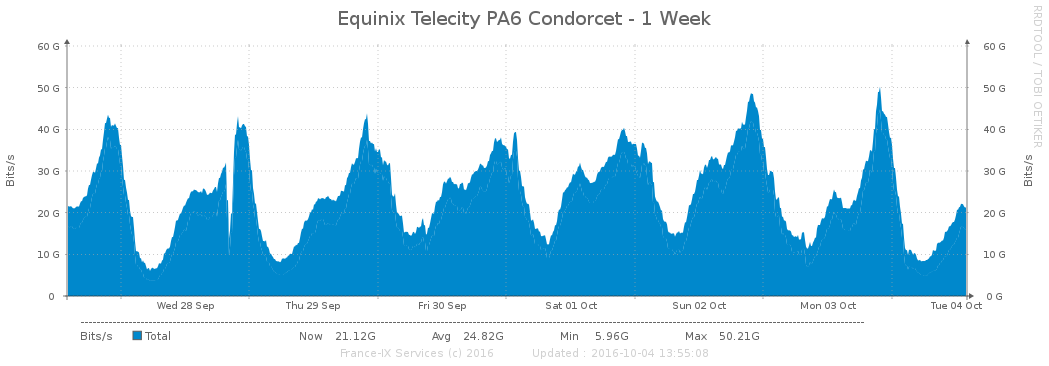 Equinix Telecity PA6 Condorcet - 1 Week
RRDTOOL / TOBI OETIKER
Bits/s
60 G 60 G
50 G 50 G
40 G 40 G
30 G 30 G
20 G 20 G
10 G 10 G
0 0 G
Bits/s
Wed 28 Sep Thu 29 Sep Fri 30 Sep Sat 01 Oct Sun 02 Oct Mon 03 Oct Tue 04 Oct
Bits/s Total Now 21.12G Avg 24.82G Min 5.96G Max 50.21G
France-IX Services (c) 2016 Updated : 2016-10-04 13:55:08